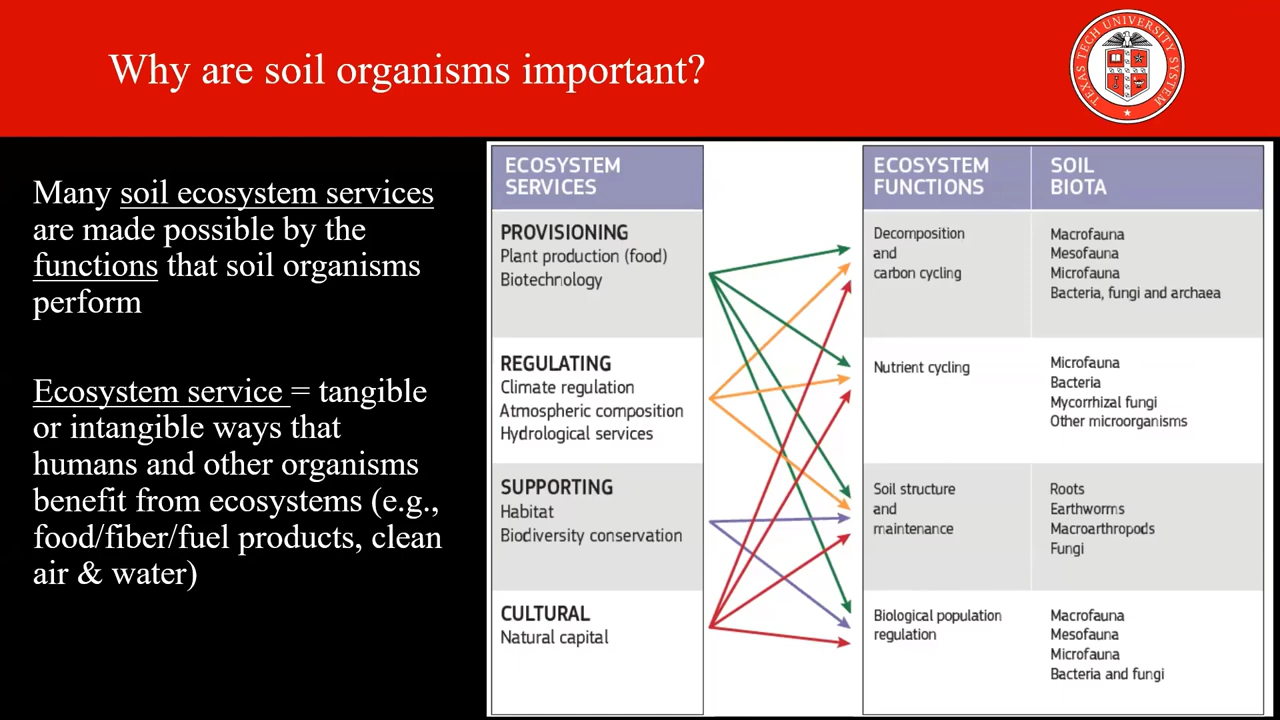 Why are soil organisms important?
TEXAS TECH UNIVERSITY SYSTEM
Many soil ecosystem services
are made possible by the
functions that soil organisms
perform
Ecosystem service = tangible
or intangible ways that
humans and other organisms
benefit from ecosystems (e.g.,
food/fiber/fuel products, clean
air & water)
ECOSYSTEM
SERVICES
PROVISIONING
Plant production (food)
Biotechnology
REGULATING
Climate regulation
Atmospheric composition
Hydrological services
SUPPORTING
Habitat
Biodiversity conservation
CULTURAL
Natural capital
ECOSYSTEM
FUNCTIONS
SOIL
BIOTA
Decomposition
and
carbon cycling
Macrofauna
Mesofauna
Microfauna
Bacteria, fungi and archaea
Nutrient cycling
Microfauna
Bacteria
Mycorrhizal fungi
Other microorganisms
Soil structure
and
maintenance
Roots
Earthworms
Macroarthropods
Fungi
Biological population
regulation
Macrofauna
Mesofauna
Microfauna
Bacteria and fungi